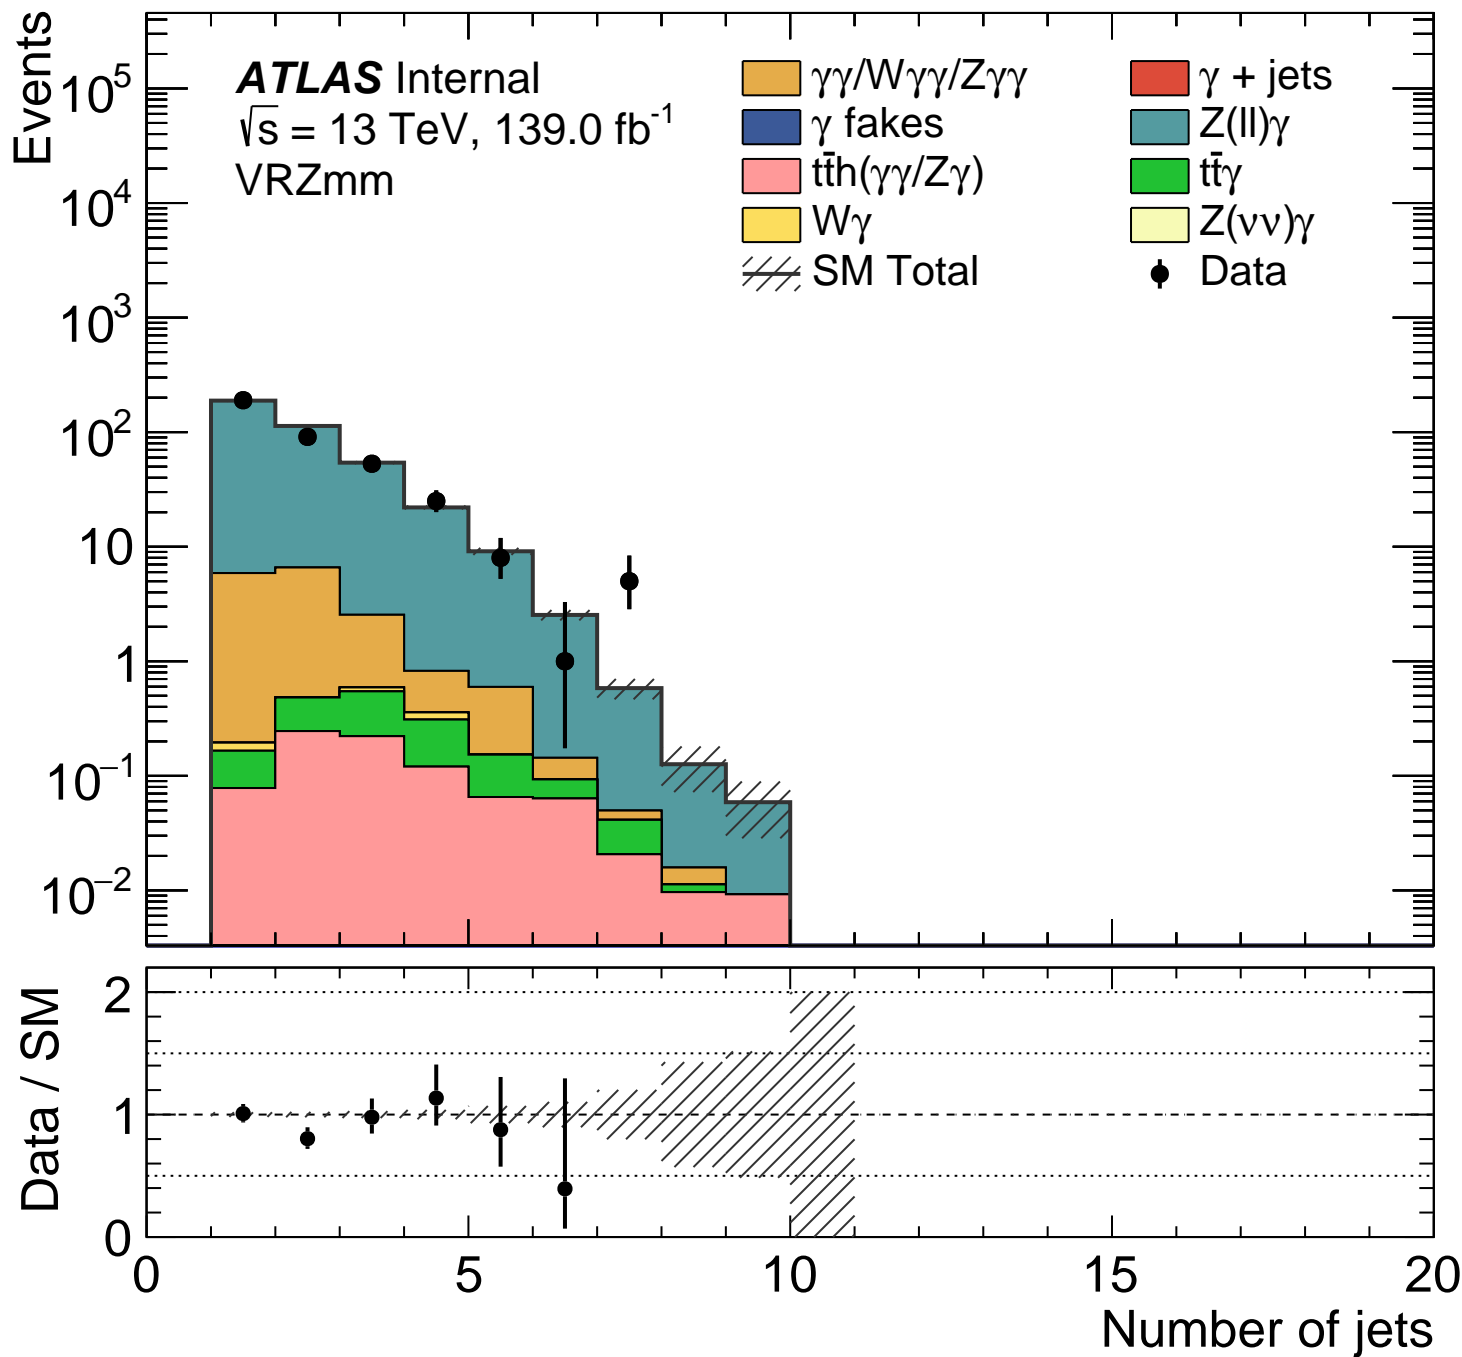 ATLAS Internal
√s = 13 TeV, 139.0 fb⁻¹
VRZmm
γγ/Wγγ/Zγγ
γ + jets
γ fakes
Z(ll)γ
tt̄h(γγ/Zγ)
tt̄γ
Wγ
Z(νν)γ
SM Total
Data
Events
10⁵
10⁴
10³
10²
10
1
10⁻¹
10⁻²
Data / SM
2
1
0
0
5
10
15
20
Number of jets